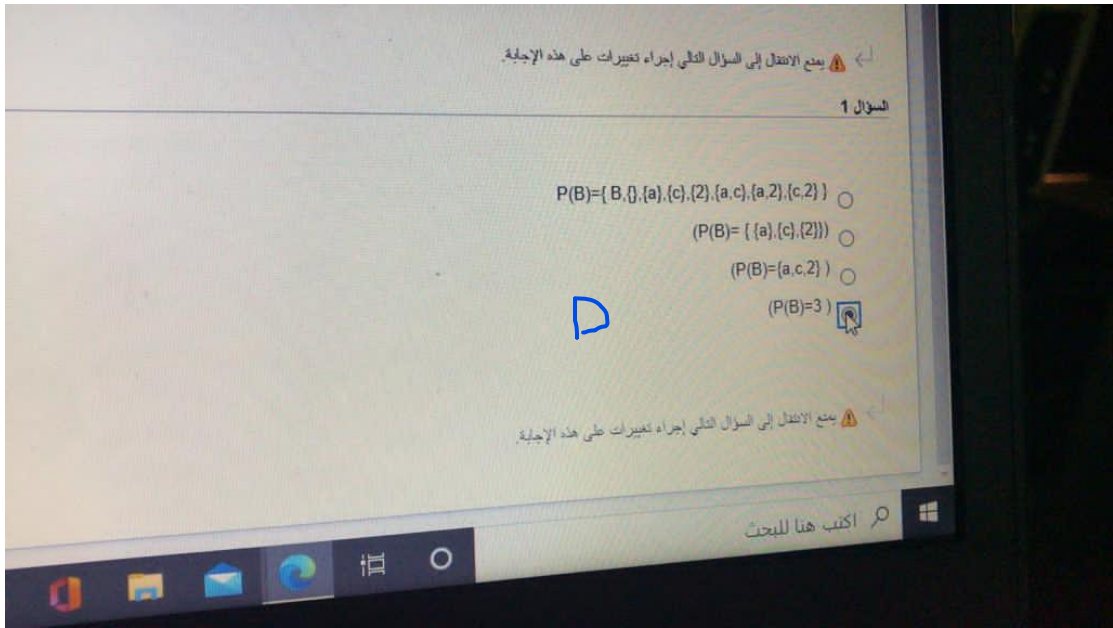 يمنع الانتقال إلى السؤال التالي إجراء تغييرات على هذه الإجابة.
السؤال 1
P(B)={ B,{},{a},{c},{2},{a,c},{a,2},{c,2} }
(P(B)= { {a},{c},{2}})
(P(B)={a,c,2} )
(P(B)=3 )
D
يمنع الانتقال إلى السؤال التالي إجراء تغييرات على هذه الإجابة.
اكتب هنا للبحث